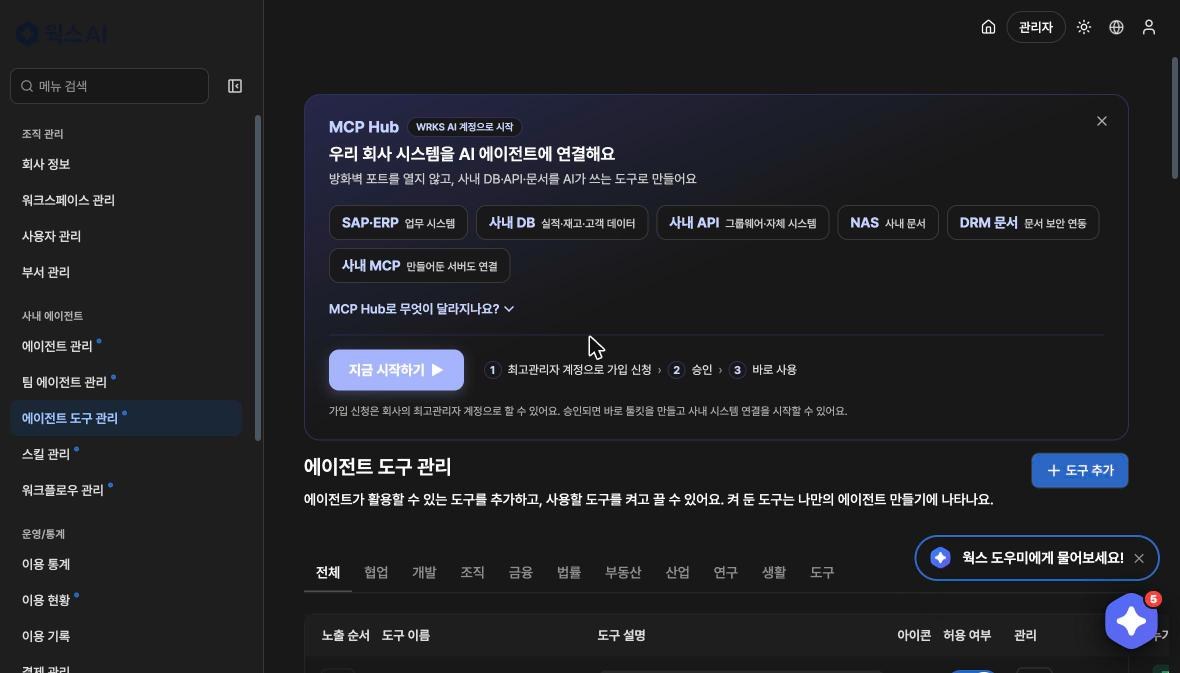 웍스AI
홈 관리자
메뉴 검색
조직 관리
회사 정보
워크스페이스 관리
사용자 관리
부서 관리
사내 에이전트
에이전트 관리
팀 에이전트 관리
에이전트 도구 관리
스킬 관리
워크플로우 관리
운영/통계
이용 통계
이용 현황
이용 기록
결제 관리
MCP Hub WRKS AI 계정으로 시작
우리 회사 시스템을 AI 에이전트에 연결해요
방화벽 포트를 열지 않고, 사내 DB·API·문서를 AI가 쓰는 도구로 만들어요
SAP·ERP 업무 시스템 사내 DB 실적·재고·고객 데이터 사내 API 그룹웨어·자체 시스템 NAS 사내 문서 DRM 문서 문서 보안 연동
사내 MCP 만들어둔 서버도 연결
MCP Hub로 무엇이 달라지나요?
지금 시작하기 ▶ 1 최고관리자 계정으로 가입 신청 › 2 승인 › 3 바로 사용
가입 신청은 회사의 최고관리자 계정으로 할 수 있어요. 승인되면 바로 툴킷을 만들고 사내 시스템 연결을 시작할 수 있어요.
에이전트 도구 관리
+ 도구 추가
에이전트가 활용할 수 있는 도구를 추가하고, 사용할 도구를 켜고 끌 수 있어요. 켜 둔 도구는 나만의 에이전트 만들기에 나타나요.
웍스 도우미에게 물어보세요!
전체 협업 개발 조직 금융 법률 부동산 산업 연구 생활 도구
5
노출 순서 도구 이름 도구 설명 아이콘 허용 여부 관리